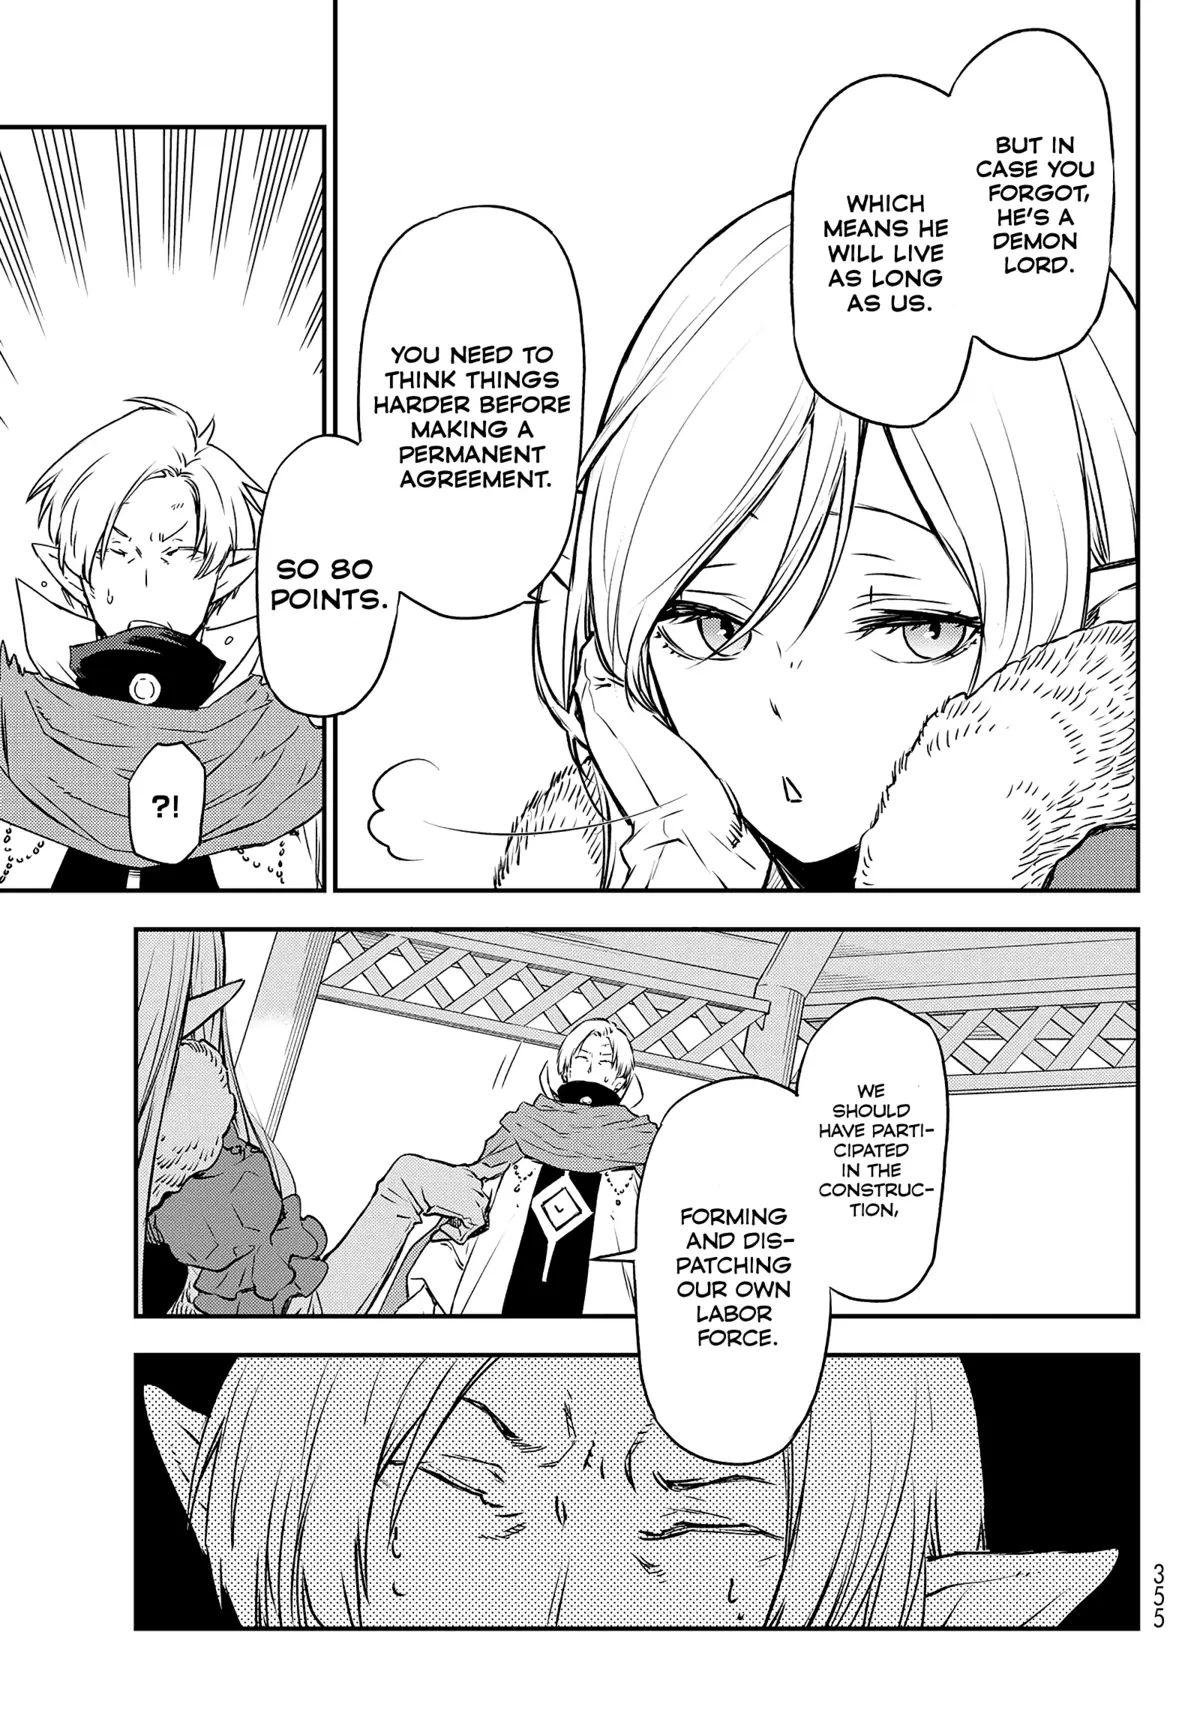 BUT IN
CASE YOU
FORGOT,
HE'S A
DEMON
LORD.
WHICH
MEANS HE
WILL LIVE
AS LONG
AS US.
YOU NEED TO
THINK THINGS
HARDER BEFORE
MAKING A
PERMANENT
AGREEMENT.
SO 80
POINTS.
?!
WE
SHOULD
HAVE PARTI-
CIPATED
IN THE
CONSTRUC-
TION,
FORMING
AND DIS-
PATCHING
OUR OWN
LABOR
FORCE.
355